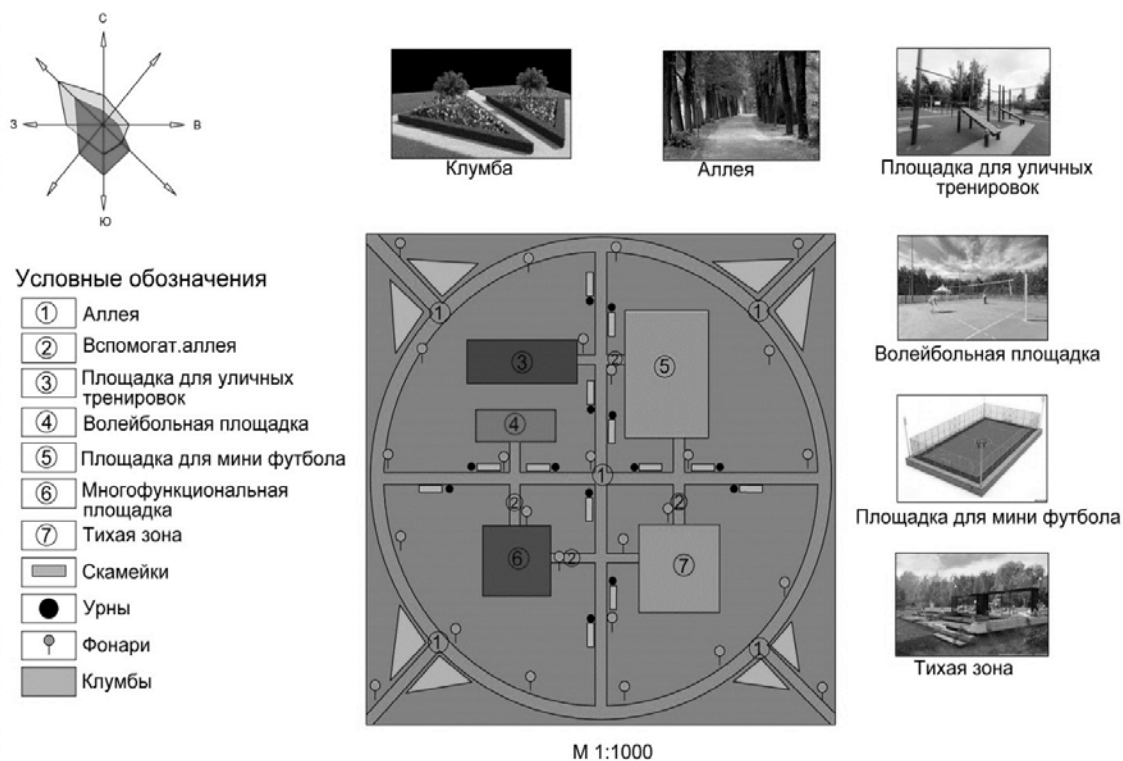 С
З
В
Ю
Клумба
Аллея
Площадка для уличных
тренировок
Волейбольная площадка
Площадка для мини футбола
Тихая зона
Условные обозначения
1 Аллея
2 Вспомогат.аллея
3 Площадка для уличных
тренировок
4 Волейбольная площадка
5 Площадка для мини футбола
6 Многофункциональная
площадка
7 Тихая зона
Скамейки
Урны
Фонари
Клумбы
1
1
3
2
5
4
1
2
2
6
2
7
1
1
М 1:1000